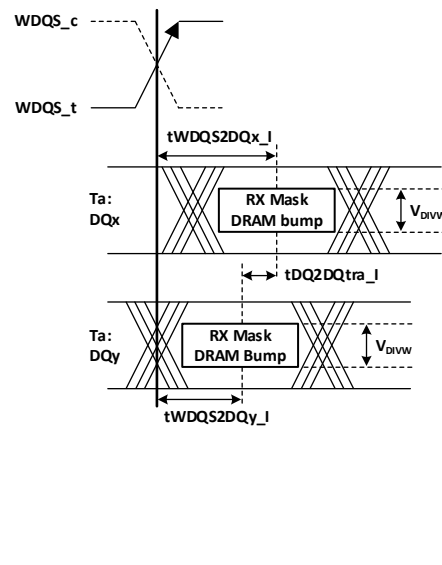 WDQS_c
WDQS_t
tWDQS2DQx_I
Ta:
DQx
RX Mask
DRAM bump
VDIVW
tDQ2DQtra_I
Ta:
DQy
RX Mask
DRAM Bump
VDIVW
tWDQS2DQy_I